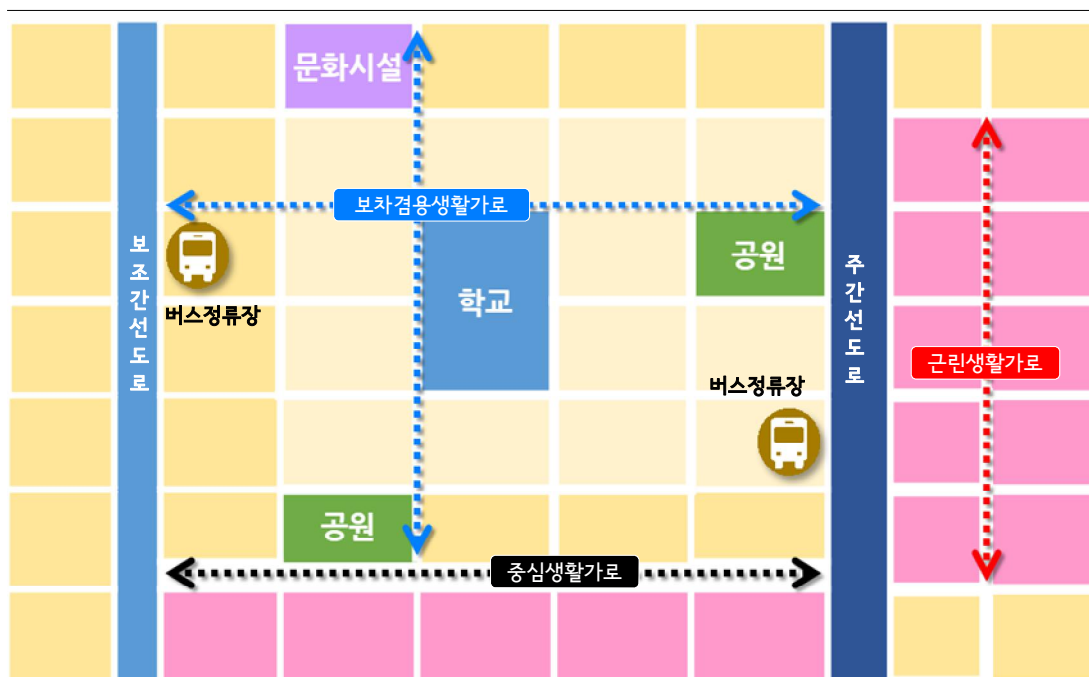 문화시설
보차겸용생활가로
보조간선도로
버스정류장
학교
공원
주간선도로
근린생활가로
버스정류장
공원
중심생활가로